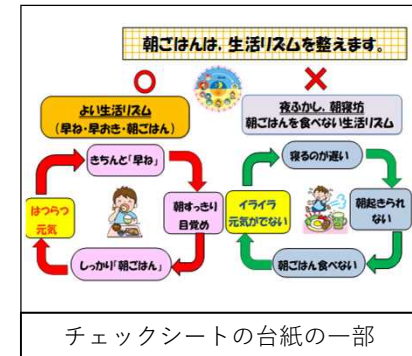 朝ごはんは，生活リズムを整えます。
よい生活リズム
（早ね・早おき・朝ごはん）
きちんと「早ね」
朝すっきり
目覚め
しっかり「朝ごはん」
はつらつ
元気
夜ふかし，朝寝坊
朝ごはんを食べない生活リズム
寝るのが遅い
朝起きられ
ない
朝ごはん食べない
イライラ
元気がでない
チェックシートの台紙の一部